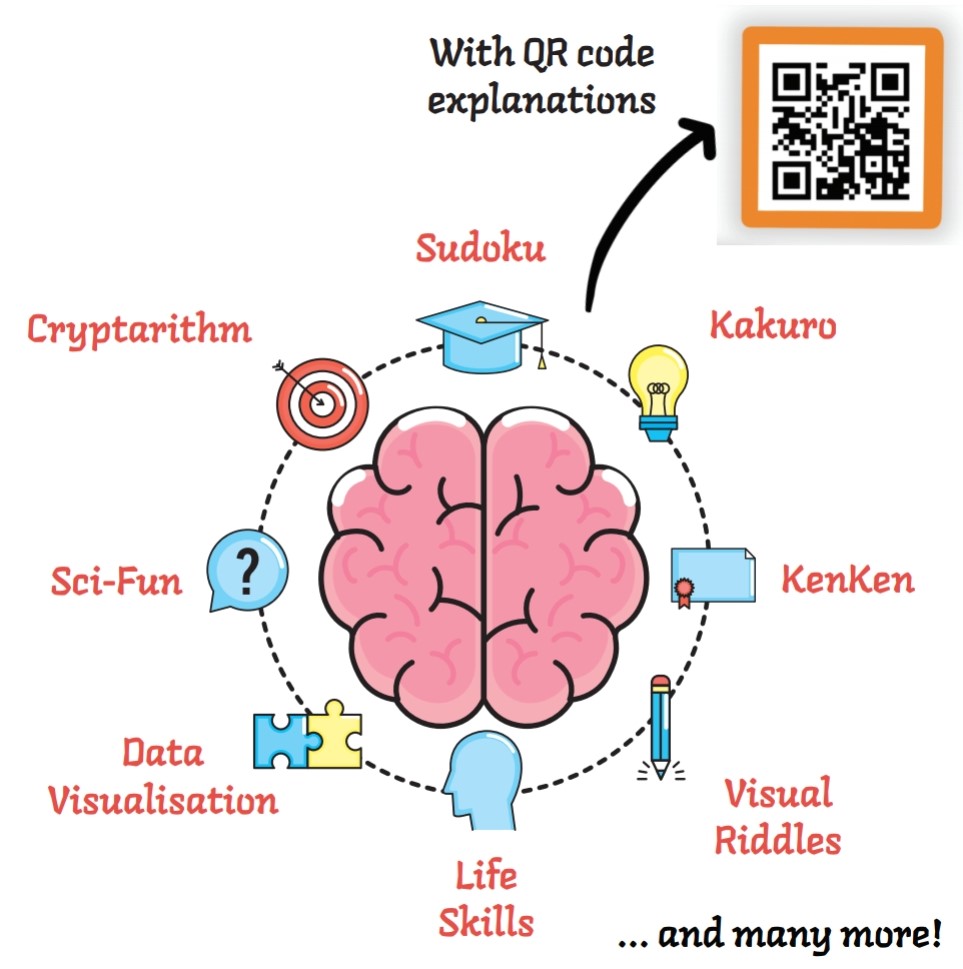 With QR code
explanations
Sudoku
Cryptarithm
Kakuro
?
Sci-Fun
KenKen
Data
Visualisation
Visual
Riddles
Life
Skills
... and many more!